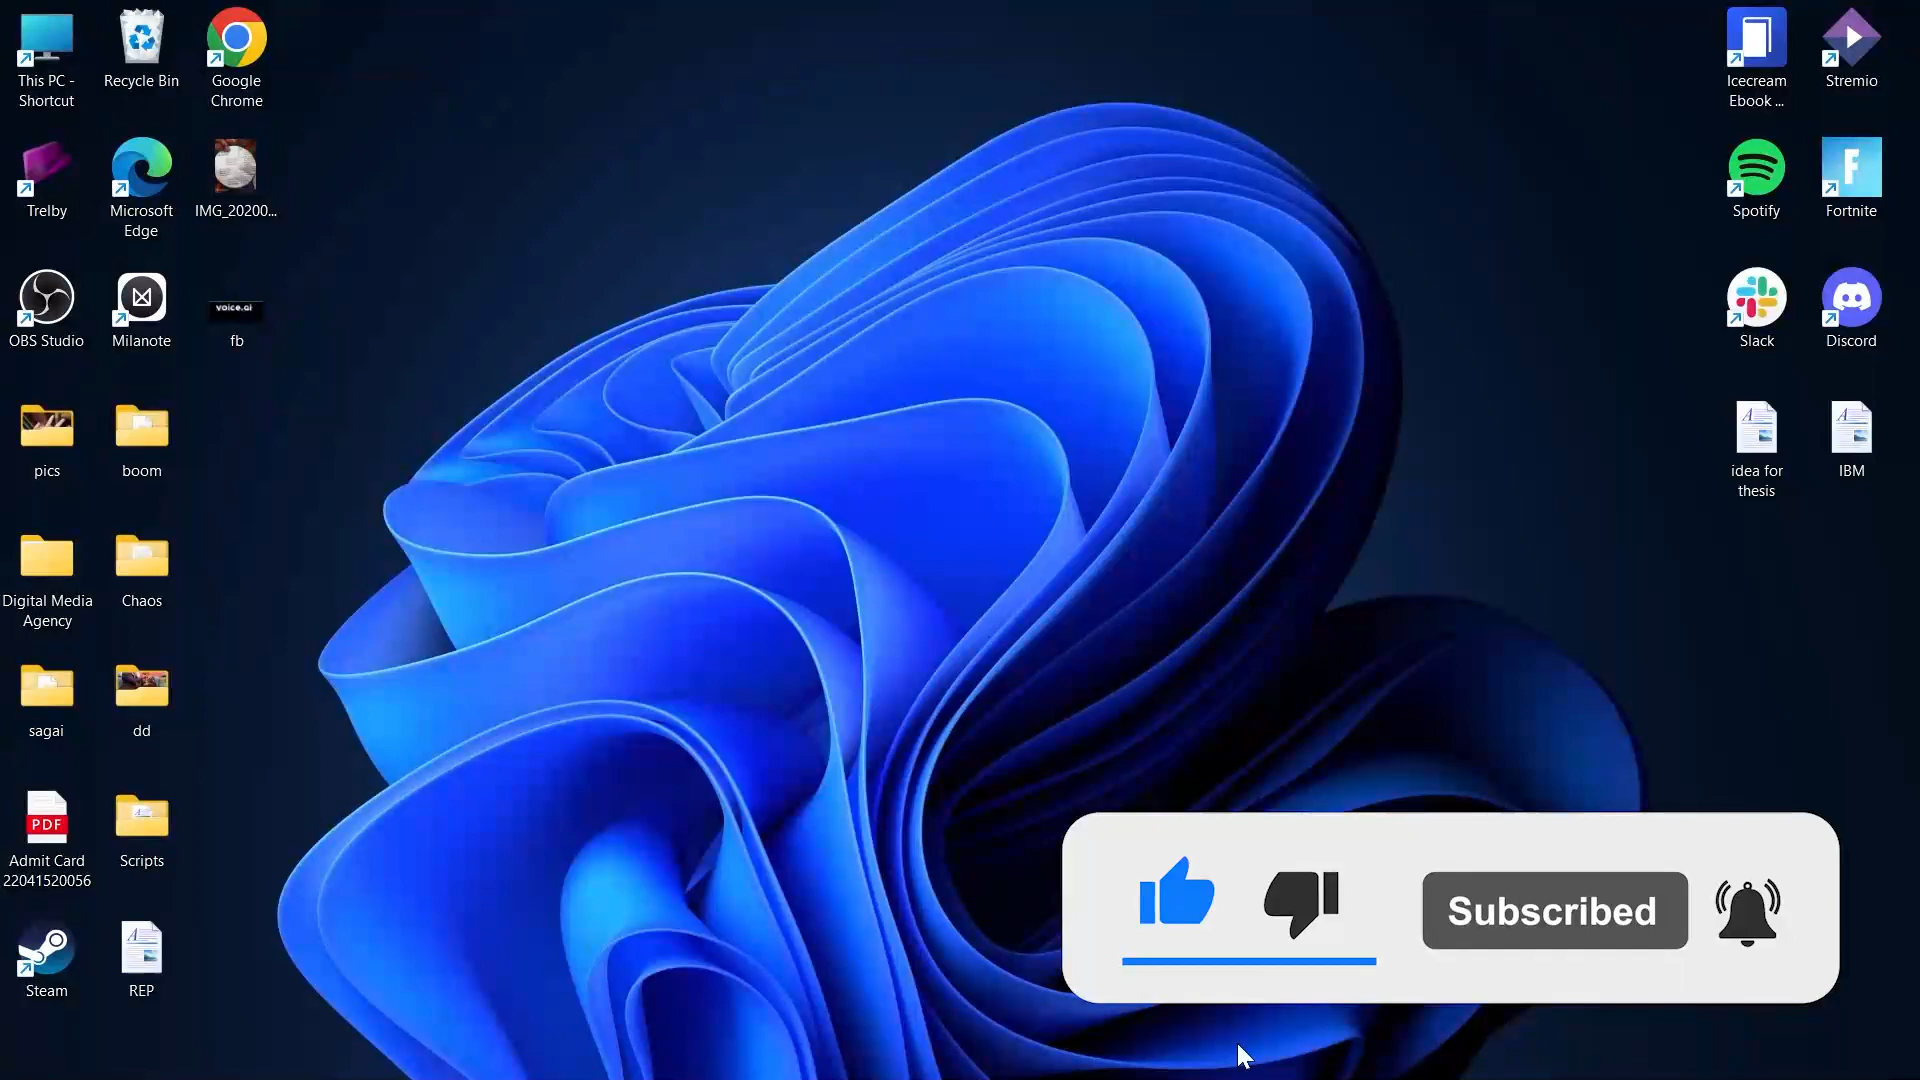 This PC -
Shortcut
Recycle Bin
Google
Chrome
Icecream
Ebook ...
Stremio
Trelby
Microsoft
Edge
IMG_20200...
Spotify
F
Fortnite
OBS Studio
Milanote
voice.ai
fb
Slack
Discord
pics
boom
idea for
thesis
IBM
Digital Media
Agency
Chaos
sagai
dd
PDF
Admit Card
22041520056
Scripts
Subscribed
Steam
REP